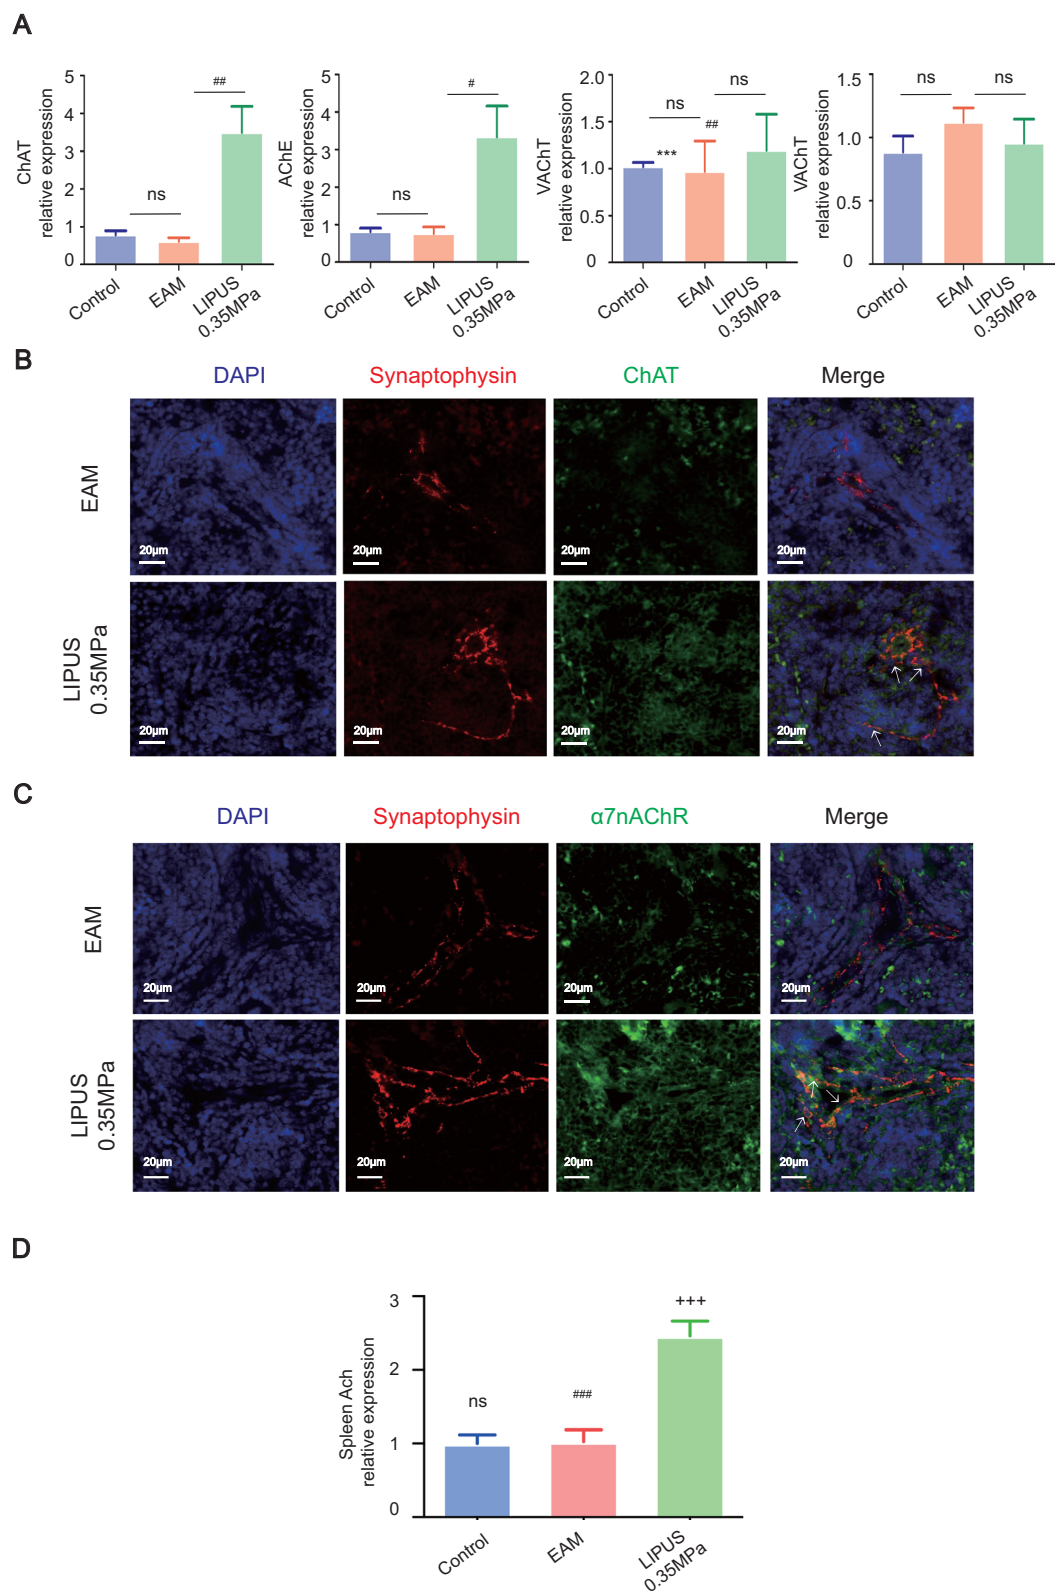 A
ChAT
relative expression
5
4
3
2
1
0
##
ns
Control
EAM
LIPUS
0.35MPa
AChE
relative expression
5
4
3
2
1
0
#
ns
Control
EAM
LIPUS
0.35MPa
VAChT
relative expression
2.0
1.5
1.0
0.5
0
ns
ns
##
***
Control
EAM
LIPUS
0.35MPa
VAChT
relative expression
1.5
1.0
0.5
0
ns
ns
Control
EAM
LIPUS
0.35MPa
B
DAPI
Synaptophysin
ChAT
Merge
EAM
20μm
20μm
20μm
20μm
LIPUS
0.35MPa
20μm
20μm
20μm
20μm
C
DAPI
Synaptophysin
α7nAChR
Merge
EAM
20μm
20μm
20μm
20μm
LIPUS
0.35MPa
20μm
20μm
20μm
20μm
D
Spleen Ach
relative expression
3
2
1
0
ns
###
+++
Control
EAM
LIPUS
0.35MPa